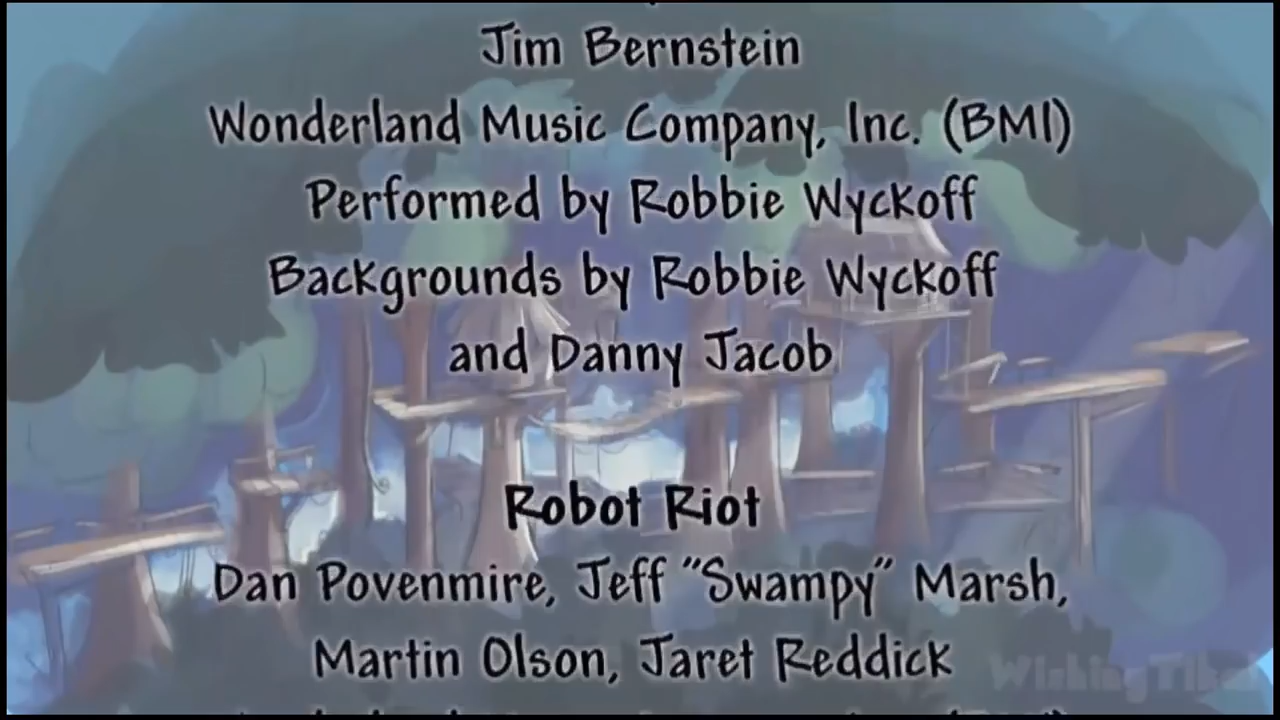 Jim Bernstein
Wonderland Music Company, Inc. (BMI)
Performed by Robbie Wyckoff
Backgrounds by Robbie Wyckoff
and Danny Jacob
Robot Riot
Dan Povenmire, Jeff "Swampy" Marsh,
Martin Olson, Jaret Reddick